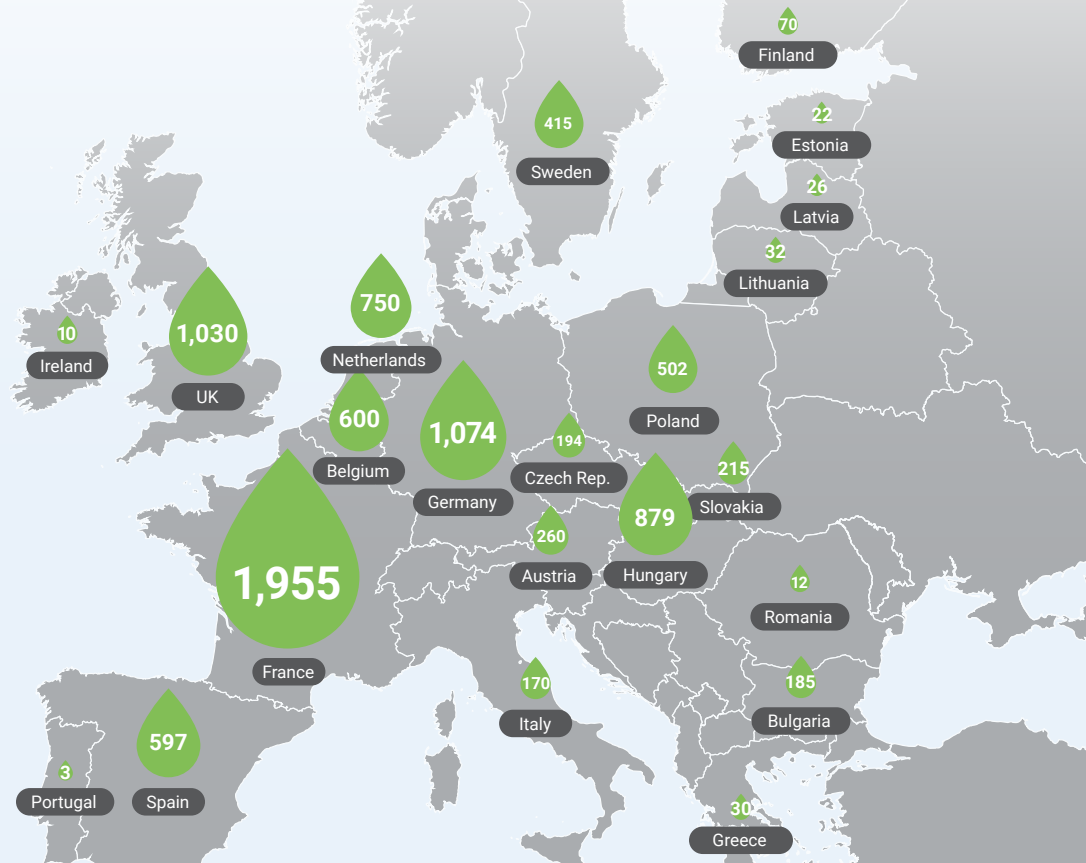 70
Finland
415
Sweden
22
Estonia
26
Latvia
32
Lithuania
10
Ireland
1,030
UK
750
Netherlands
600
Belgium
1,074
Germany
502
Poland
194
Czech Rep.
215
Slovakia
879
Hungary
260
Austria
1,955
France
12
Romania
170
Italy
185
Bulgaria
597
Spain
3
Portugal
30
Greece